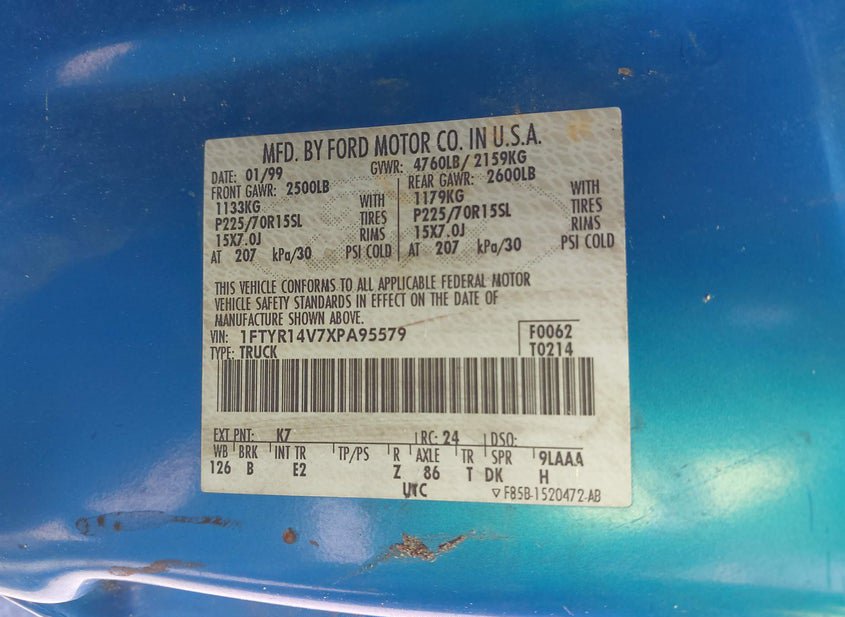 MFD. BY FORD MOTOR CO. IN U.S.A.
DATE: 01/99 GVWR: 4760LB/ 2159KG
FRONT GAWR: 2500LB REAR GAWR: 2600LB
1133KG WITH 1179KG WITH
P225/70R15SL TIRES P225/70R15SL TIRES
15X7.0J RIMS 15X7.0J RIMS
AT 207 kPa/30 PSI COLD AT 207 kPa/30 PSI COLD
THIS VEHICLE CONFORMS TO ALL APPLICABLE FEDERAL MOTOR
VEHICLE SAFETY STANDARDS IN EFFECT ON THE DATE OF
MANUFACTURE SHOWN ABOVE.
VIN: 1FTYR14V7XPA95579 F0062
TYPE: TRUCK T0214
EXT PNT: K7 RC: 24 DSO:
WB BRK INT TR TP/PS R AXLE TR SPR 9LAAA
126 B E2 Z 86 T DK H
UTC F85B-1520472-AB